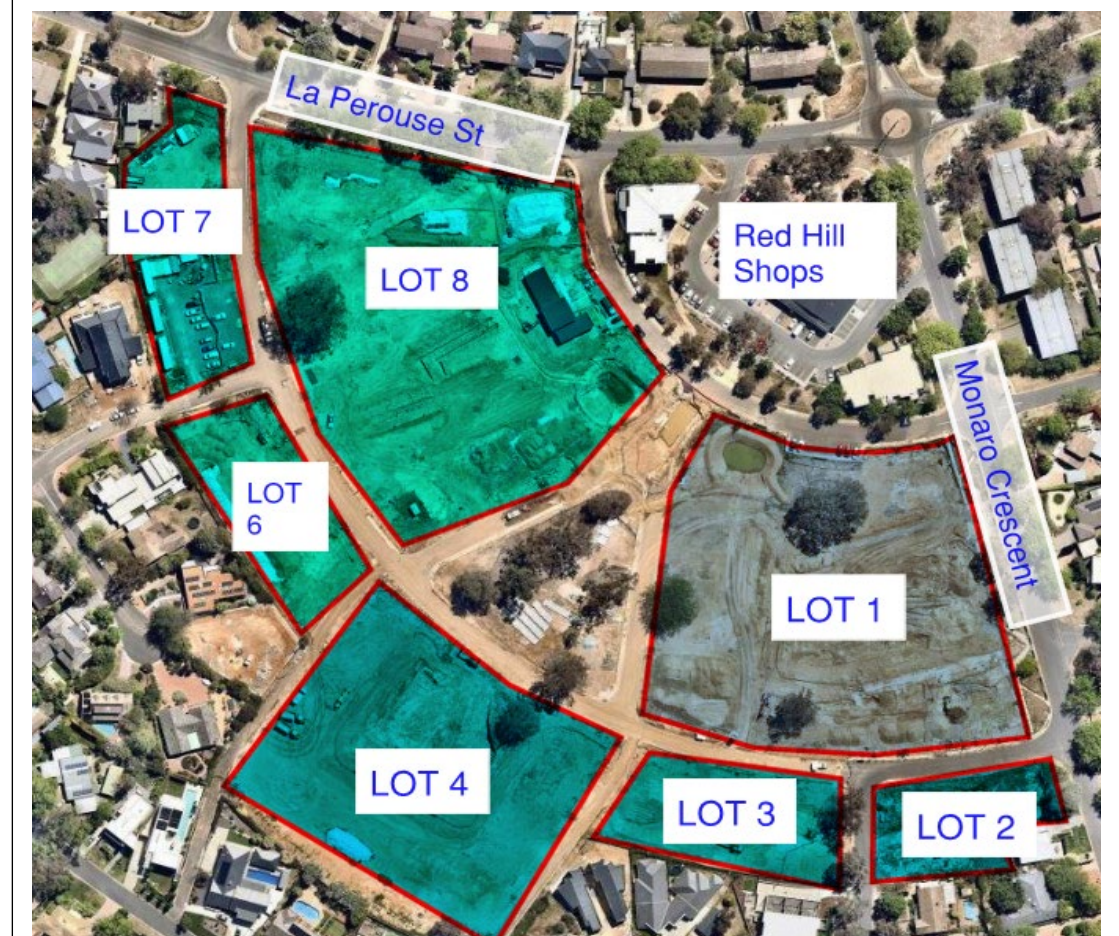 La Perouse St
LOT 7
LOT 8
Red Hill
Shops
Monaro Crescent
LOT
6
LOT 1
LOT 4
LOT 3
LOT 2